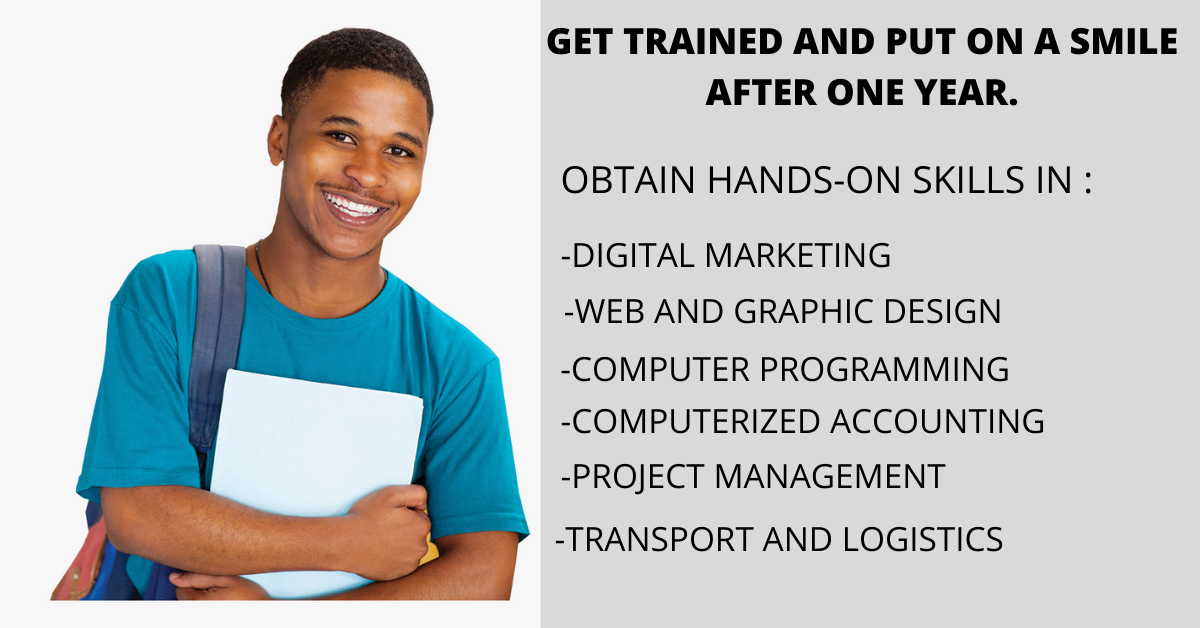 GET TRAINED AND PUT ON A SMILE
AFTER ONE YEAR.
OBTAIN HANDS-ON SKILLS IN :
-DIGITAL MARKETING
-WEB AND GRAPHIC DESIGN
-COMPUTER PROGRAMMING
-COMPUTERIZED ACCOUNTING
-PROJECT MANAGEMENT
-TRANSPORT AND LOGISTICS